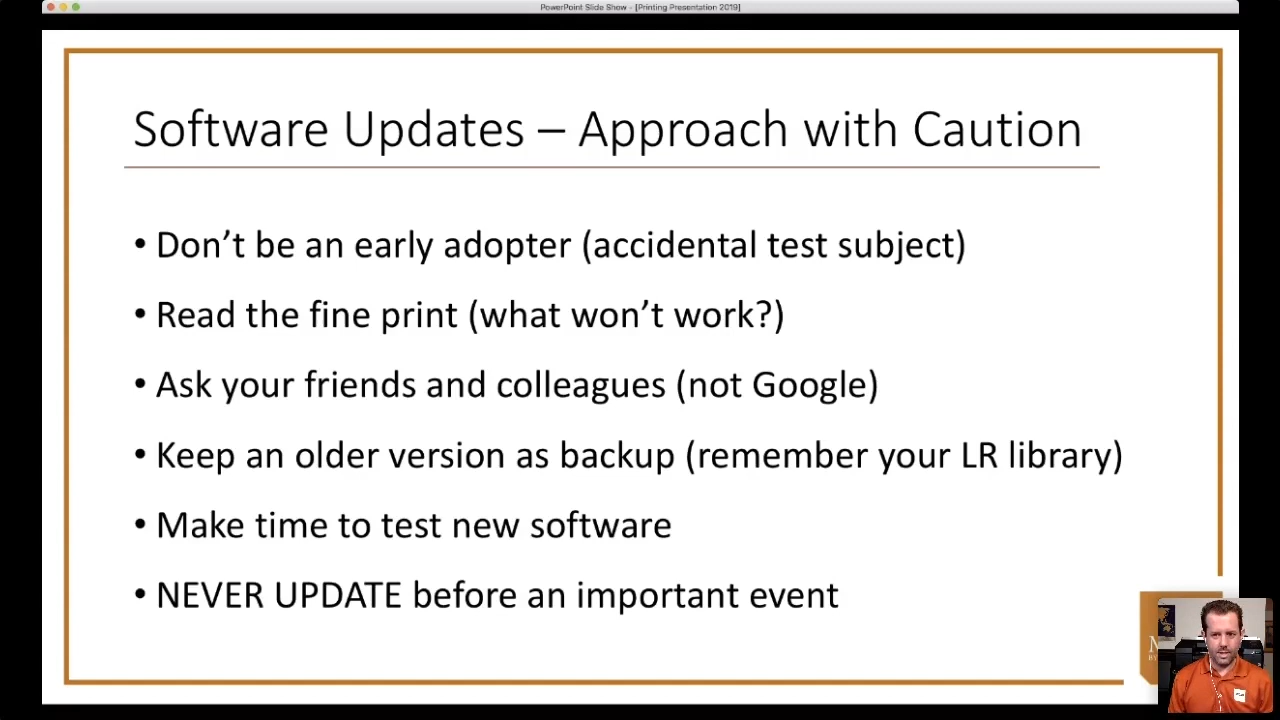 PowerPoint Slide Show - [Printing Presentation 2019]
Software Updates – Approach with Caution
• Don’t be an early adopter (accidental test subject)
• Read the fine print (what won’t work?)
• Ask your friends and colleagues (not Google)
• Keep an older version as backup (remember your LR library)
• Make time to test new software
• NEVER UPDATE before an important event